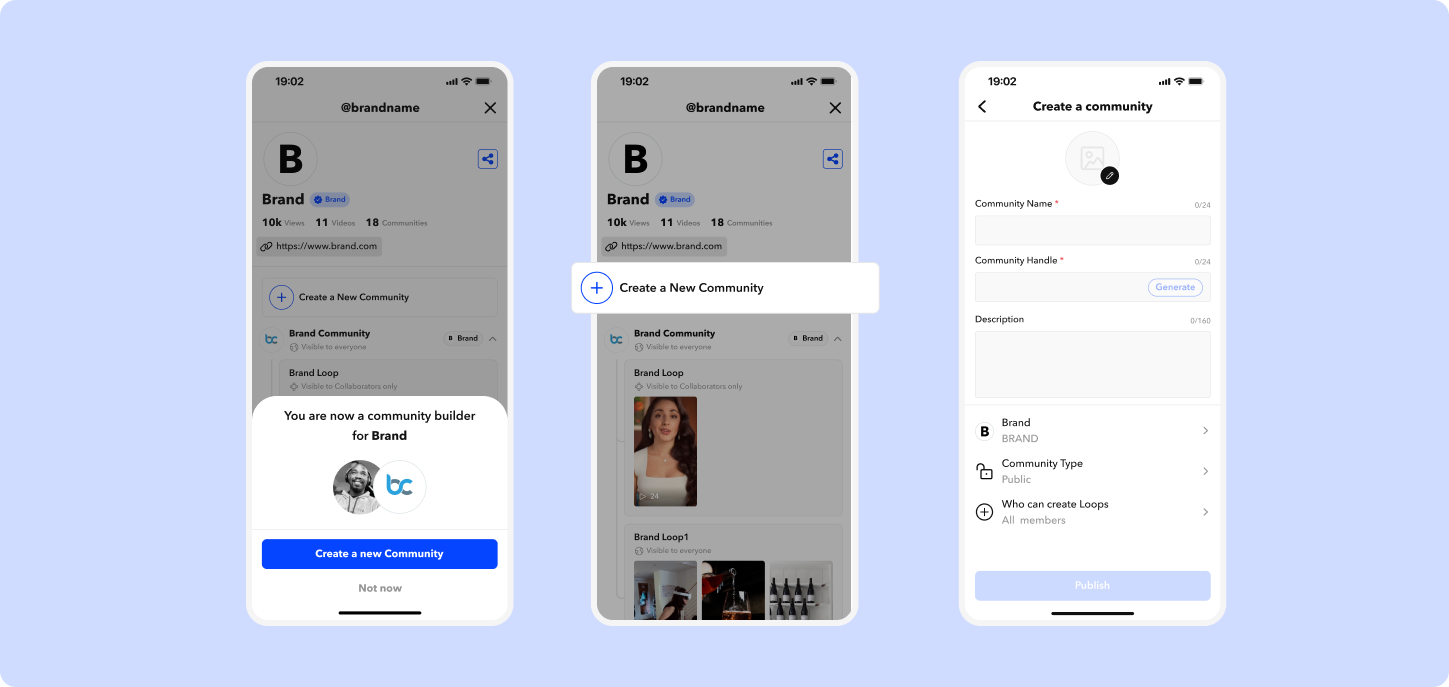 19:02
@brandname
B
Brand Brand
10k Views 11 Videos 18 Communities
https://www.brand.com
Create a New Community
bc Brand Community
B Brand
Visible to everyone
Brand Loop
Visible to Collaborators only
You are now a community builder
for Brand
bc
Create a new Community
Not now
19:02
@brandname
B
Brand Brand
10k Views 11 Videos 18 Communities
https://www.brand.com
Create a New Community
bc Brand Community
B Brand
Visible to everyone
Brand Loop
Visible to Collaborators only
24
Brand Loop1
Visible to everyone
19:02
Create a community
Community Name * 0/24
Community Handle * 0/24
Generate
Description 0/160
B Brand
BRAND
Community Type
Public
Who can create Loops
All members
Publish